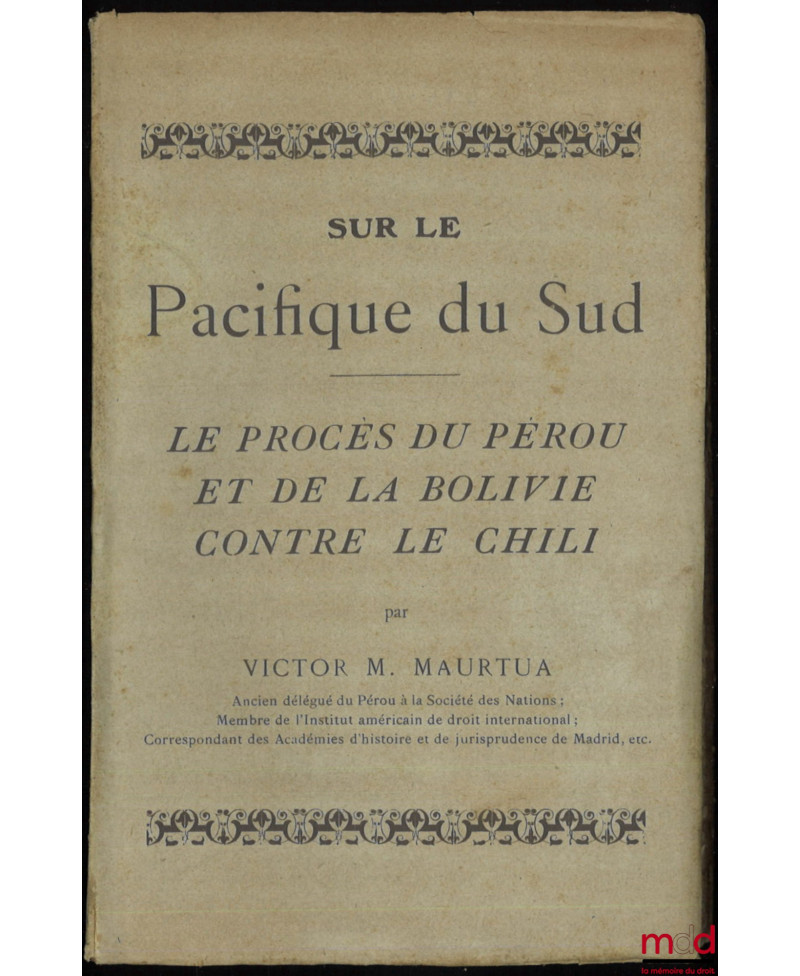 SUR LE
Pacifique du Sud
LE PROCÈS DU PÉROU
ET DE LA BOLIVIE
CONTRE LE CHILI
par
VICTOR M. MAURTUA
Ancien délégué du Pérou à la Société des Nations ;
Membre de l'Institut américain de droit international ;
Correspondant des Académies d'histoire et de jurisprudence de Madrid, etc.
mdd
la mémoire du droit